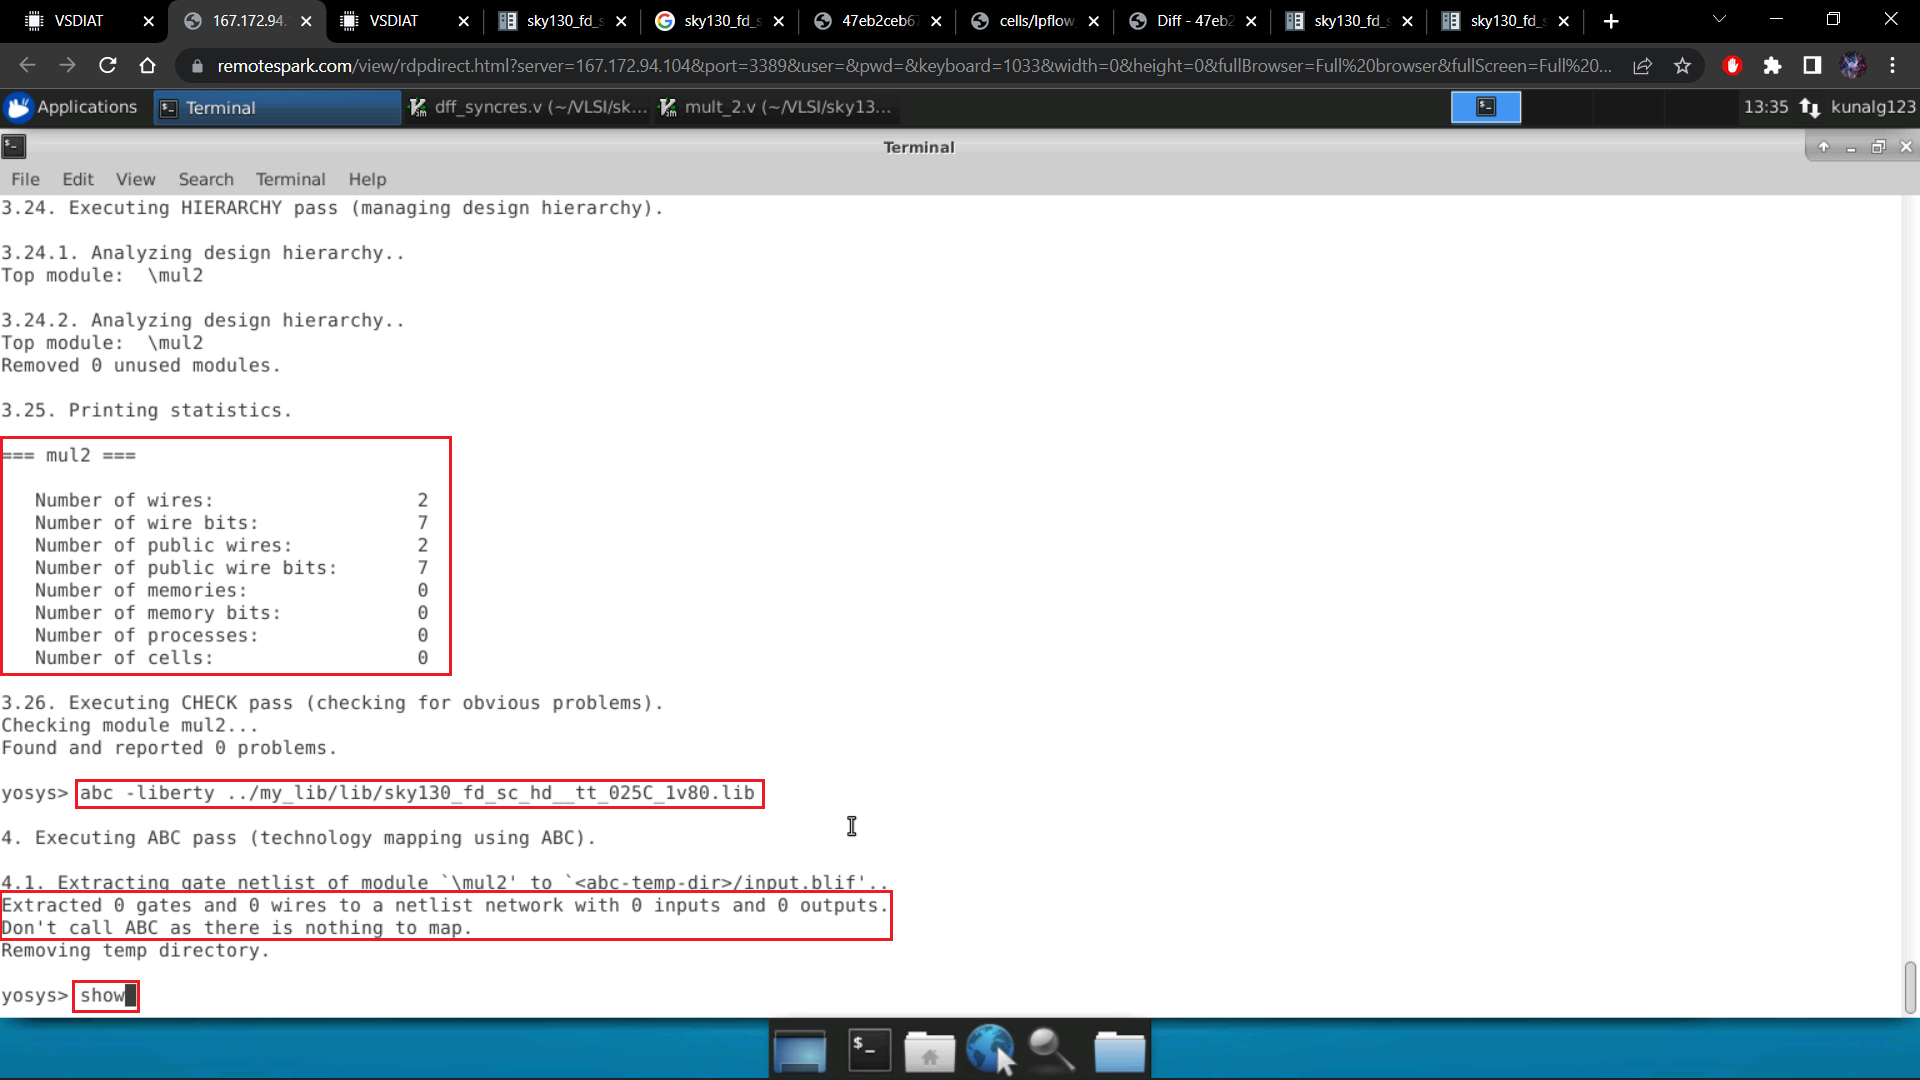 VSDIAT
167.172.94.
VSDIAT
sky130_fd_s
sky130_fd_s
47eb2ceb67
cells/lpflow
Diff - 47eb2
sky130_fd_s
sky130_fd_s
remotespark.com/view/rdpdirect.html?server=167.172.94.104&port=3389&user=&pwd=&keyboard=1033&width=0&height=0&fullBrowser=Full%20browser&fullScreen=Full%20...
Applications
Terminal
dff_syncres.v (~/VLSI/sk...
mult_2.v (~/VLSI/sky13...
13:35
kunalg123
Terminal
File Edit View Search Terminal Help
3.24. Executing HIERARCHY pass (managing design hierarchy).
3.24.1. Analyzing design hierarchy..
Top module:  \mul2
3.24.2. Analyzing design hierarchy..
Top module:  \mul2
Removed 0 unused modules.
3.25. Printing statistics.
=== mul2 ===
Number of wires: 2
Number of wire bits: 7
Number of public wires: 2
Number of public wire bits: 7
Number of memories: 0
Number of memory bits: 0
Number of processes: 0
Number of cells: 0
3.26. Executing CHECK pass (checking for obvious problems).
Checking module mul2...
Found and reported 0 problems.
yosys> abc -liberty ../my_lib/lib/sky130_fd_sc_hd__tt_025C_1v80.lib
4. Executing ABC pass (technology mapping using ABC).
4.1. Extracting gate netlist of module `\mul2' to `<abc-temp-dir>/input.blif'..
Extracted 0 gates and 0 wires to a netlist network with 0 inputs and 0 outputs.
Don't call ABC as there is nothing to map.
Removing temp directory.
yosys> show